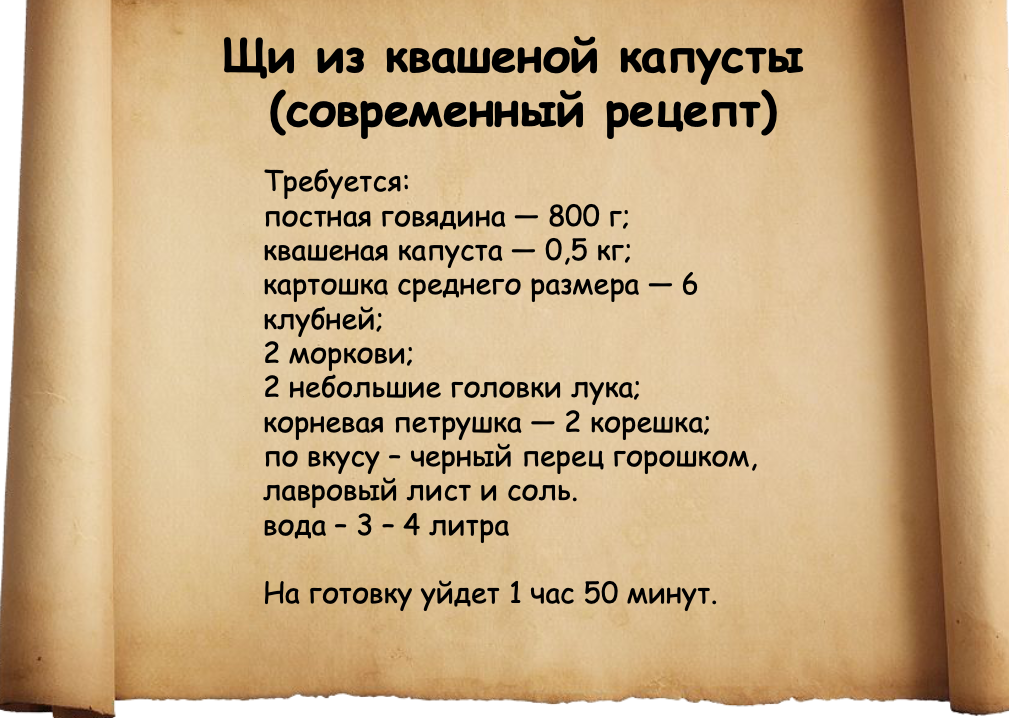 Щи из квашеной капусты
(современный рецепт)
Требуется:
постная говядина — 800 г;
квашеная капуста — 0,5 кг;
картошка среднего размера — 6
клубней;
2 моркови;
2 небольшие головки лука;
корневая петрушка — 2 корешка;
по вкусу – черный перец горошком,
лавровый лист и соль.
вода – 3 – 4 литра
На готовку уйдет 1 час 50 минут.